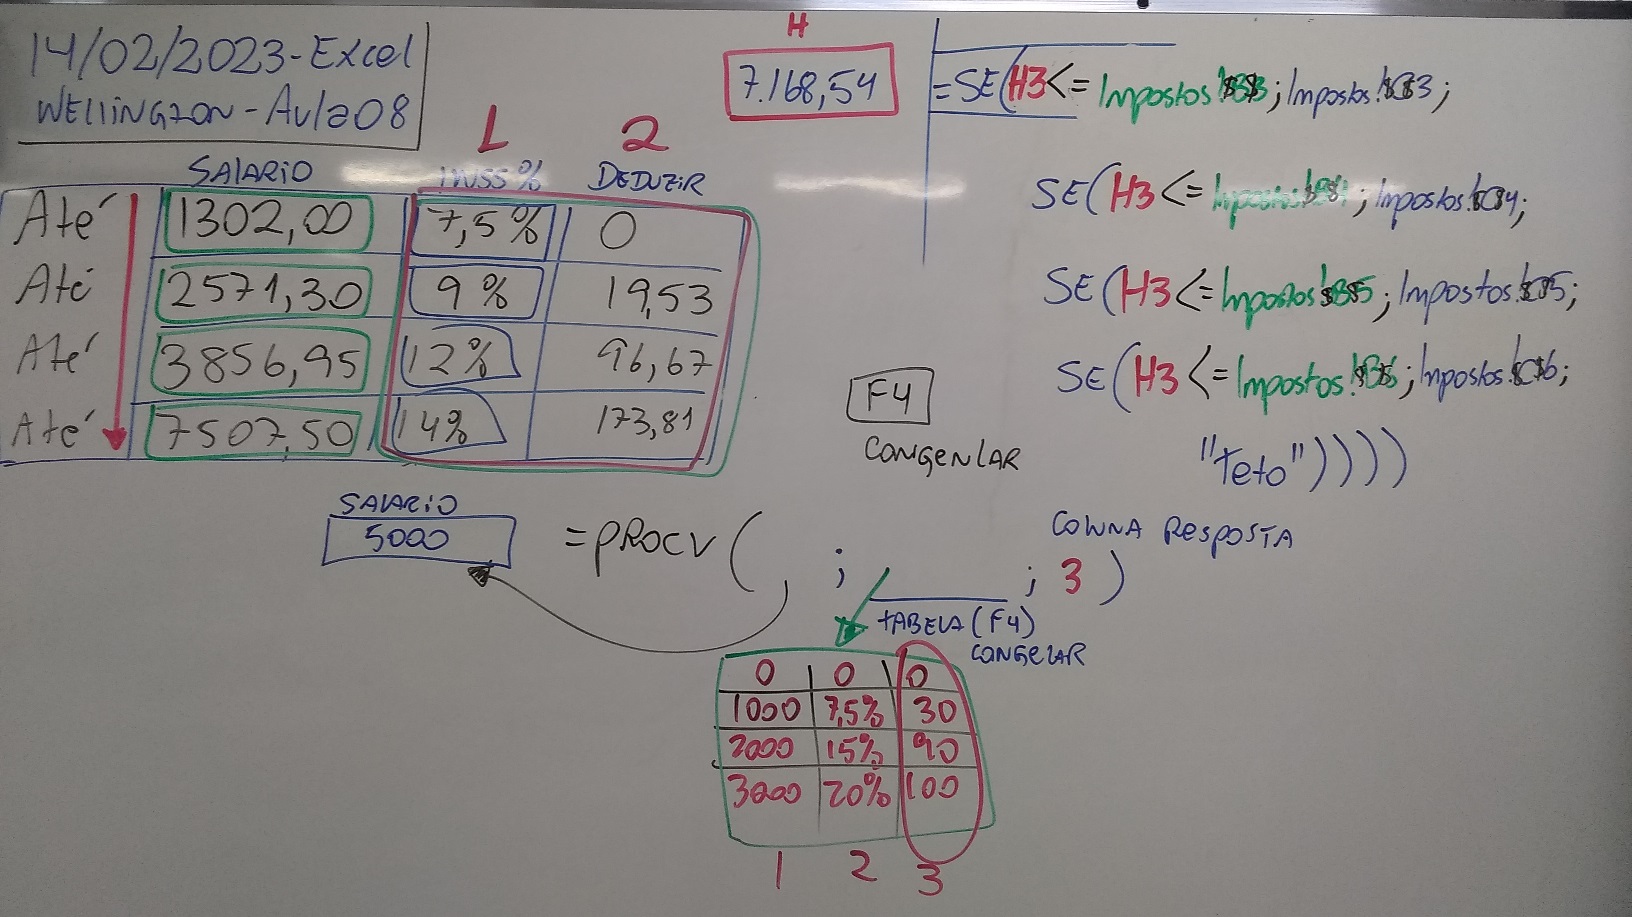 14/02/2023-Excel
WELLINGTON-Aula08
H
7.168,54
=SE(H3<=Impostos!$B$3;Impostos!$C$3;
SE(H3<=Impostos!$B$4;Impostos!$C$4;
SE(H3<=Impostos!$B$5;Impostos!$C$5;
SE(H3<=Impostos!$B$6;Impostos!$C$6;
"Teto"))))
1 2
SALARIO INSS% DEDUZIR
Até 1302,00 7,5% 0
Até 2571,30 9% 19,53
Até 3856,95 12% 96,67
Até 7507,50 14% 173,81
F4
CONGENLAR
SALARIO
5000
=PROCV( ; ; 3)
COLUNA RESPOSTA
TABELA (F4)
CONGELAR
0 0 0
1000 7,5% 30
2000 15% 90
3000 20% 100
1 2 3